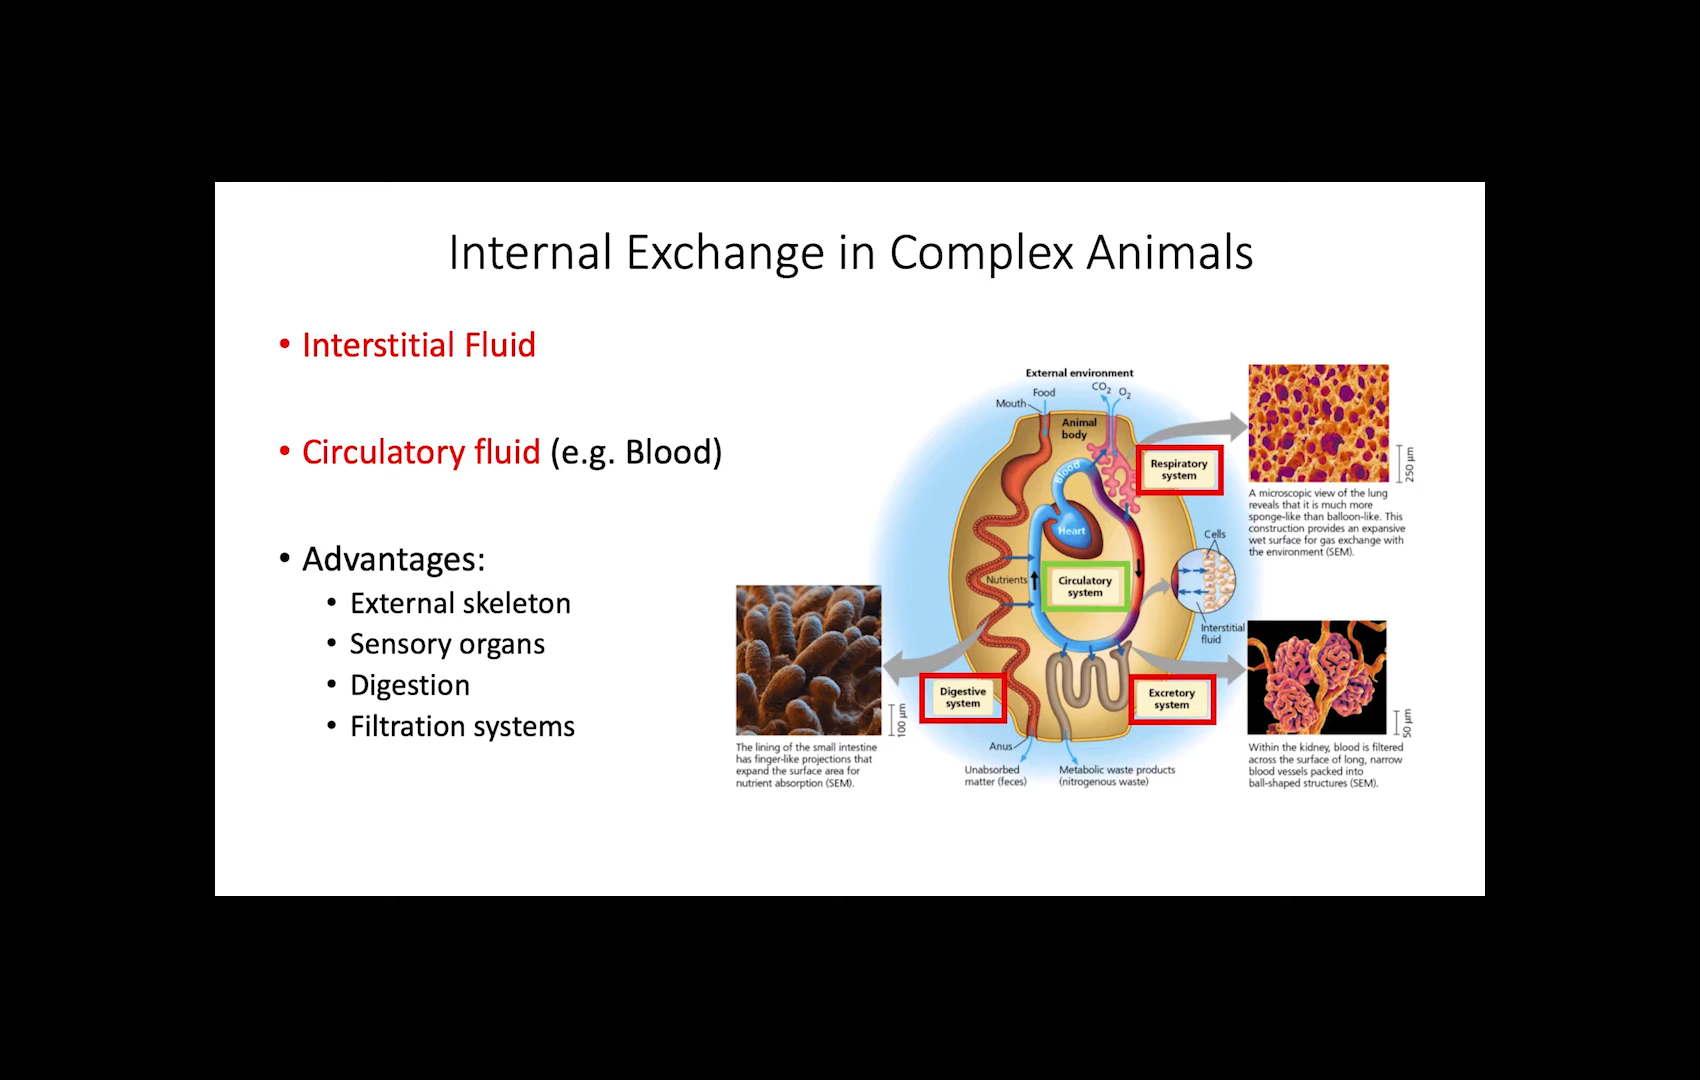 Internal Exchange in Complex Animals
• Interstitial Fluid
• Circulatory fluid (e.g. Blood)
• Advantages:
• External skeleton
• Sensory organs
• Digestion
• Filtration systems
External environment
Food
CO2 O2
Mouth
Animal
body
Blood
Respiratory
system
Heart
Cells
Nutrients
Circulatory
system
Interstitial
fluid
Digestive
system
Excretory
system
Anus
Unabsorbed
matter (feces)
Metabolic waste products
(nitrogenous waste)
250 µm
A microscopic view of the lung
reveals that it is much more
sponge-like than balloon-like. This
construction provides an expansive
wet surface for gas exchange with
the environment (SEM).
100 µm
The lining of the small intestine
has finger-like projections that
expand the surface area for
nutrient absorption (SEM).
50 µm
Within the kidney, blood is filtered
across the surface of long, narrow
blood vessels packed into
ball-shaped structures (SEM).